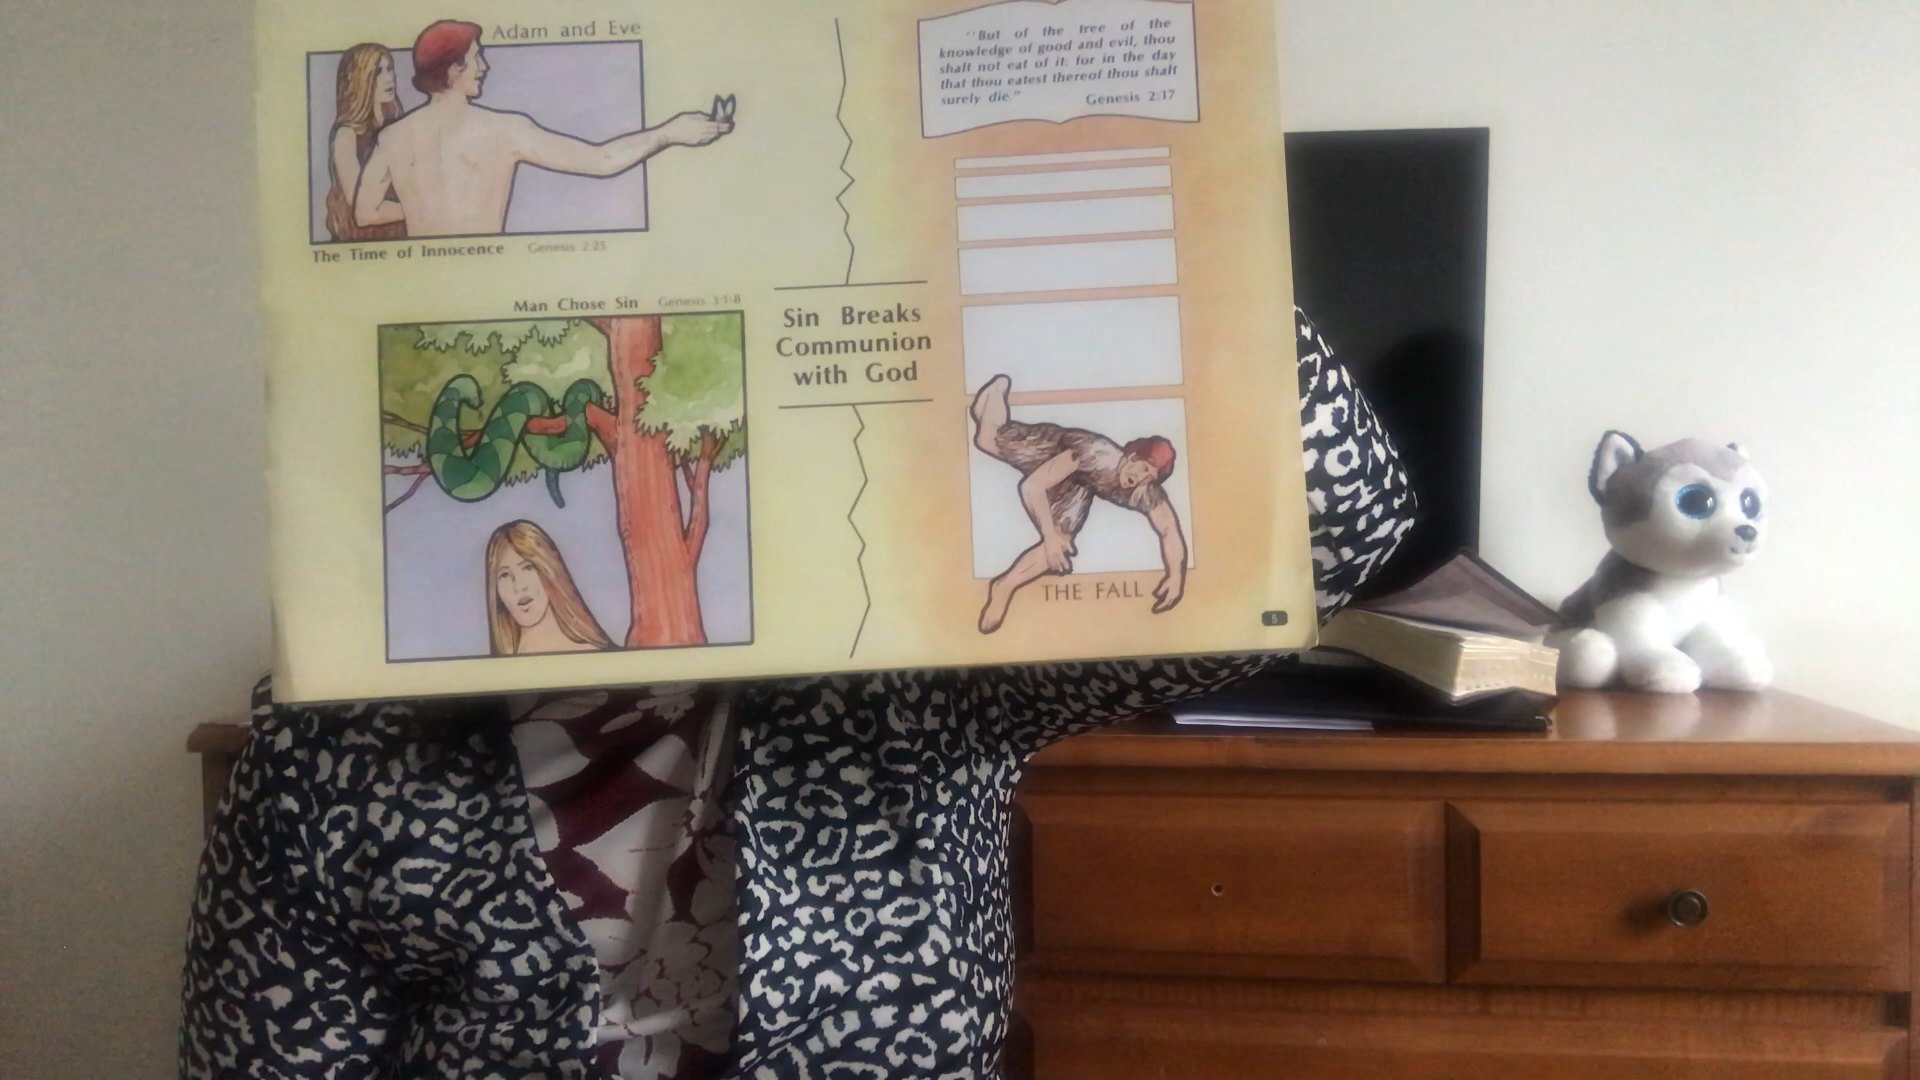 Adam and Eve
The Time of Innocence Genesis 2:25
Man Chose Sin Genesis 3:1-8
Sin Breaks
Communion
with God
"But of the tree of the
knowledge of good and evil, thou
shalt not eat of it: for in the day
that thou eatest thereof thou shalt
surely die." Genesis 2:17
THE FALL
6